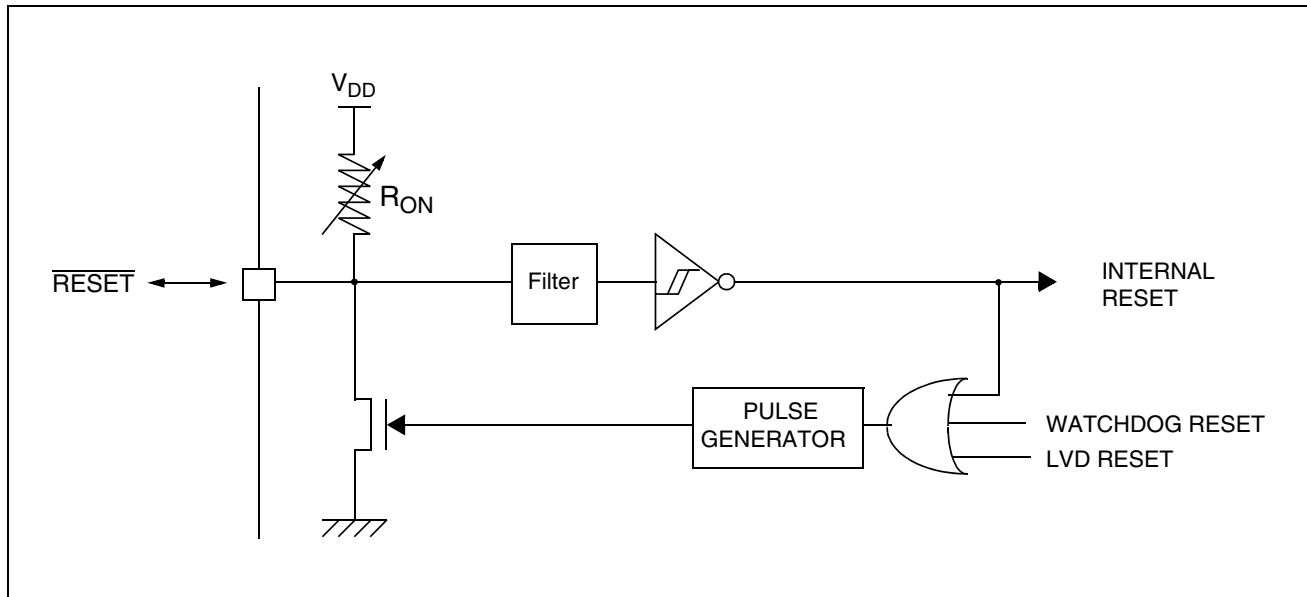 VDD
RON
RESET
Filter
INTERNAL
RESET
PULSE
GENERATOR
WATCHDOG RESET
LVD RESET